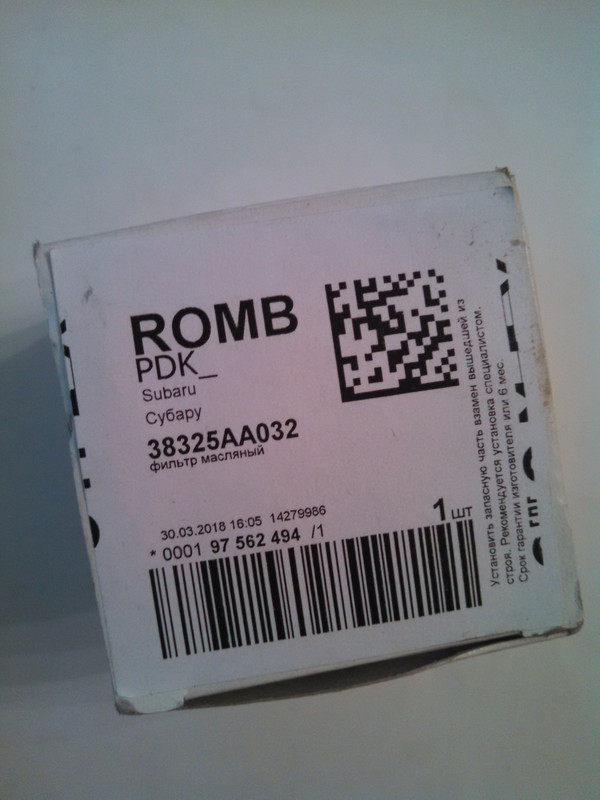 ROMB
PDK_
Subaru
Субару
38325AA032
фильтр масляный
30.03.2018 16:05 14279986
1 шт
* 0001 97 562 494 /1
Установить запасную часть взамен вышедшей из
строя. Рекомендуется установка специалистом.
Срок гарантии изготовителя или 6 мес.